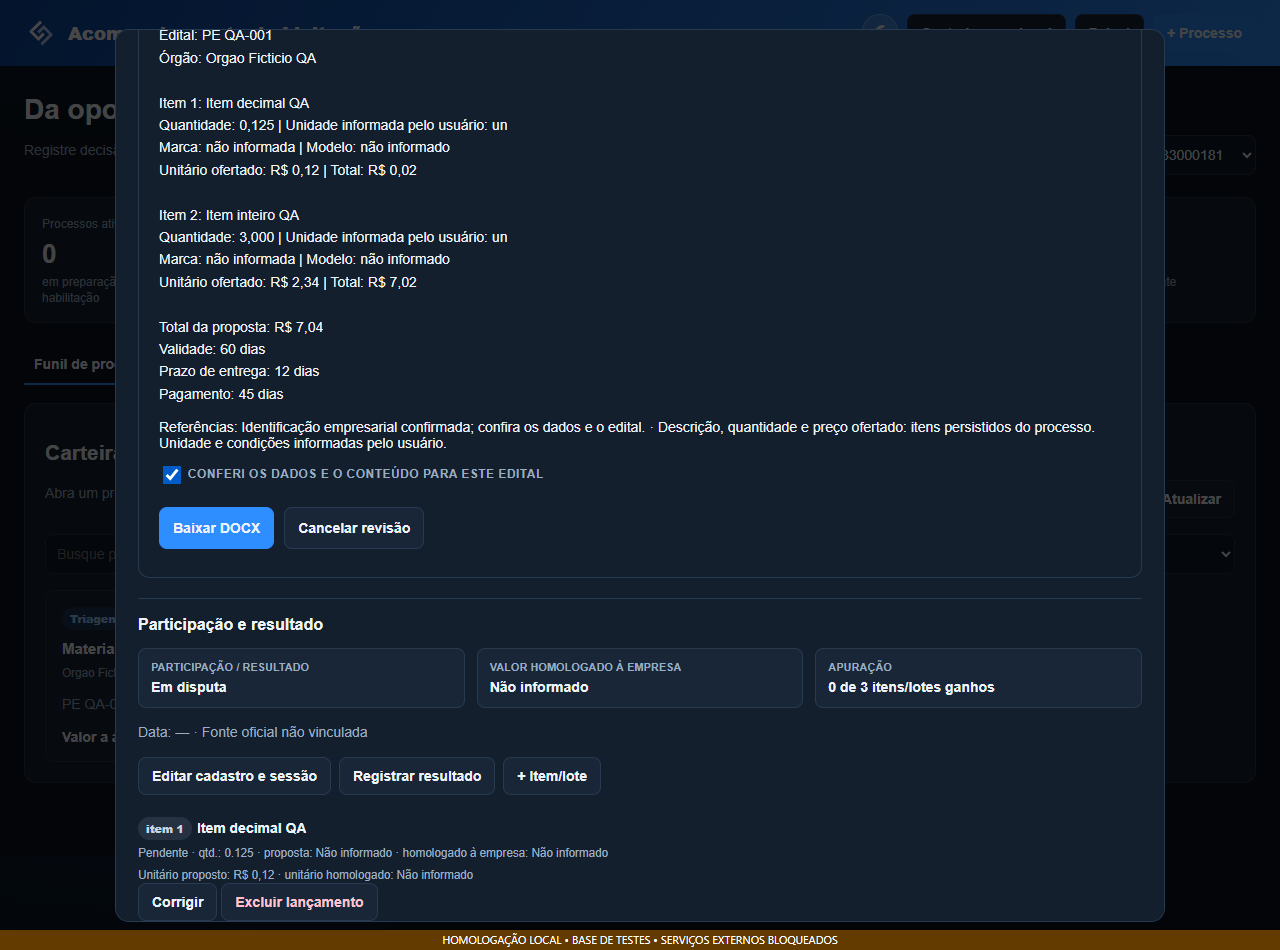 Acom
+ Processo
Edital: PE QA-001
Órgão: Orgao Ficticio QA
Da opo
Registre decis
33000181
Item 1: Item decimal QA
Quantidade: 0,125 | Unidade informada pelo usuário: un
Marca: não informada | Modelo: não informado
Unitário ofertado: R$ 0,12 | Total: R$ 0,02
Item 2: Item inteiro QA
Quantidade: 3,000 | Unidade informada pelo usuário: un
Marca: não informada | Modelo: não informado
Unitário ofertado: R$ 2,34 | Total: R$ 7,02
Processos ati
0
em preparaçã
habilitação
Total da proposta: R$ 7,04
Validade: 60 dias
Prazo de entrega: 12 dias
Pagamento: 45 dias
Funil de pro
Referências: Identificação empresarial confirmada; confira os dados e o edital. · Descrição, quantidade e preço ofertado: itens persistidos do processo.
Unidade e condições informadas pelo usuário.
CONFERI OS DADOS E O CONTEÚDO PARA ESTE EDITAL
Carteira
Abra um pr
Atualizar
Baixar DOCX
Cancelar revisão
Busque p
Triagem
Materia
Orgao Fict
PE QA-0
Valor a a
Participação e resultado
PARTICIPAÇÃO / RESULTADO
Em disputa
VALOR HOMOLOGADO À EMPRESA
Não informado
APURAÇÃO
0 de 3 itens/lotes ganhos
Data: — · Fonte oficial não vinculada
Editar cadastro e sessão
Registrar resultado
+ Item/lote
item 1 Item decimal QA
Pendente · qtd.: 0.125 · proposta: Não informado · homologado à empresa: Não informado
Unitário proposto: R$ 0,12 · unitário homologado: Não informado
Corrigir
Excluir lançamento
HOMOLOGAÇÃO LOCAL • BASE DE TESTES • SERVIÇOS EXTERNOS BLOQUEADOS